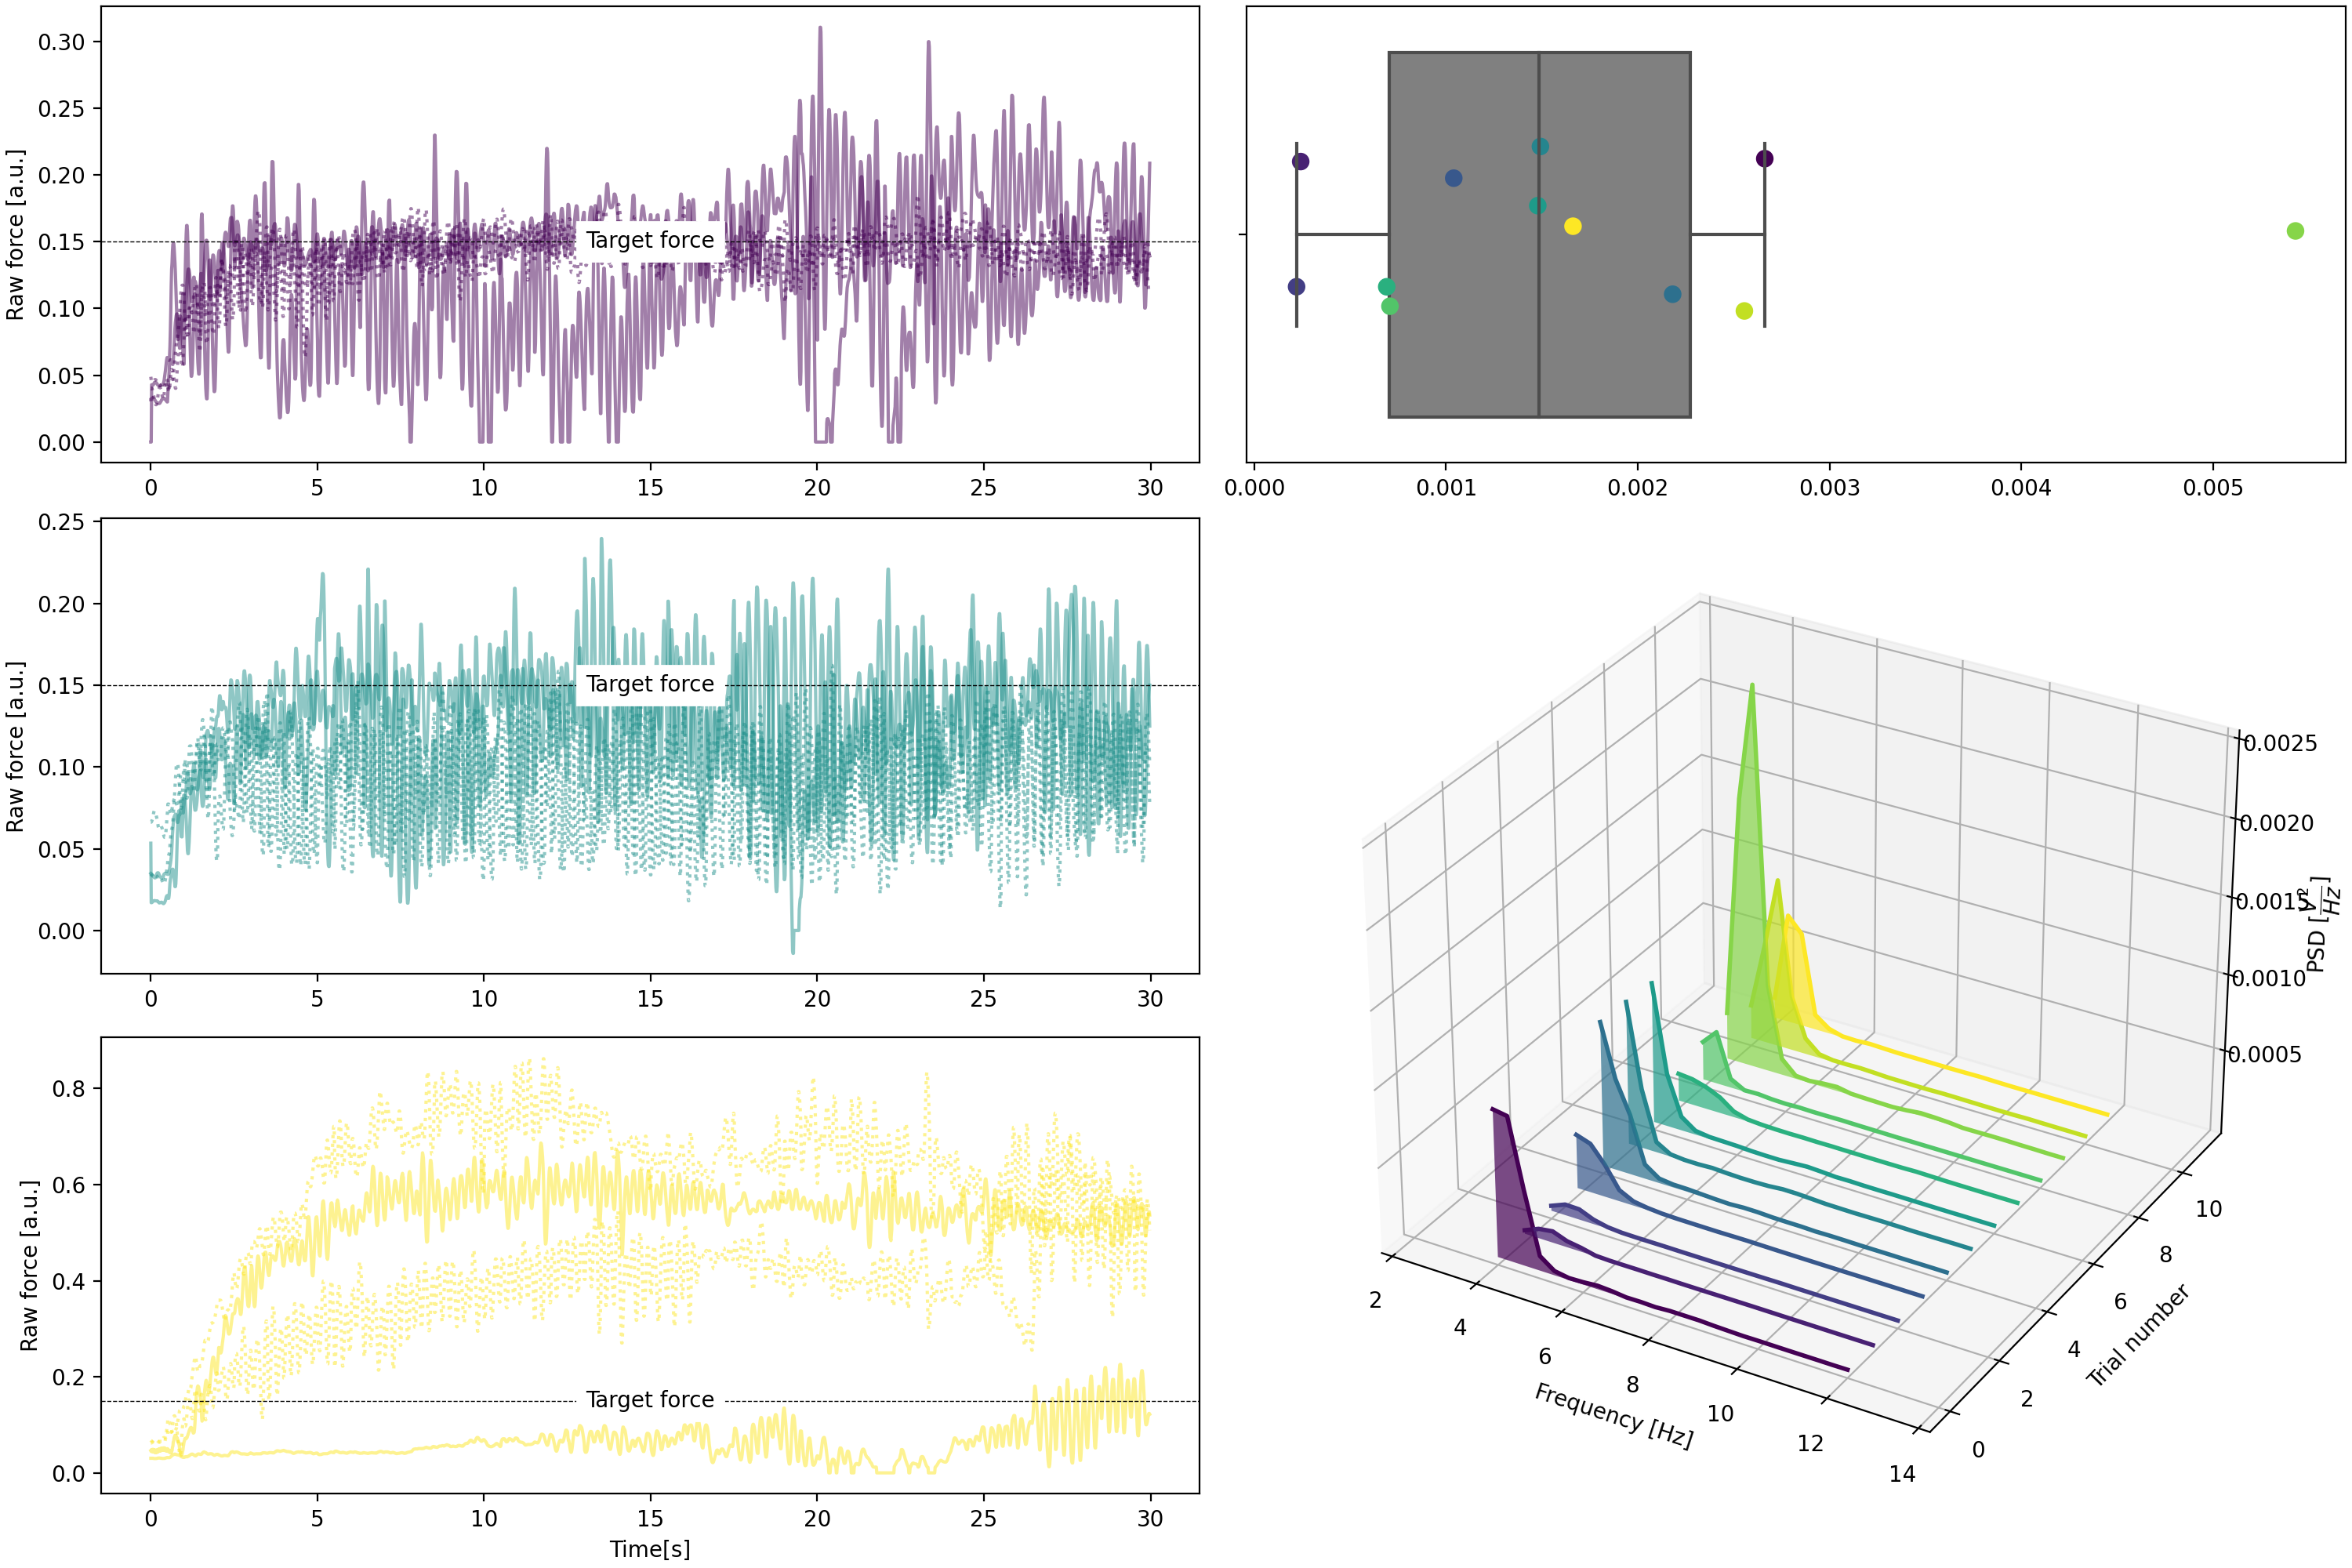 Raw force [a.u.]
0.30
0.25
0.20
0.15
0.10
0.05
0.00
Target force
0 5 10 15 20 25 30
0.000 0.001 0.002 0.003 0.004 0.005
Raw force [a.u.]
0.25
0.20
0.15
0.10
0.05
0.00
Target force
0 5 10 15 20 25 30
Raw force [a.u.]
0.8
0.6
0.4
0.2
0.0
Target force
0 5 10 15 20 25 30
Time[s]
0.0025
0.0020
0.0015
0.0010
0.0005
PSD [
Hz]
2 4 6 8 10 12 14
Frequency [Hz]
0 2 4 6 8 10
Trial number